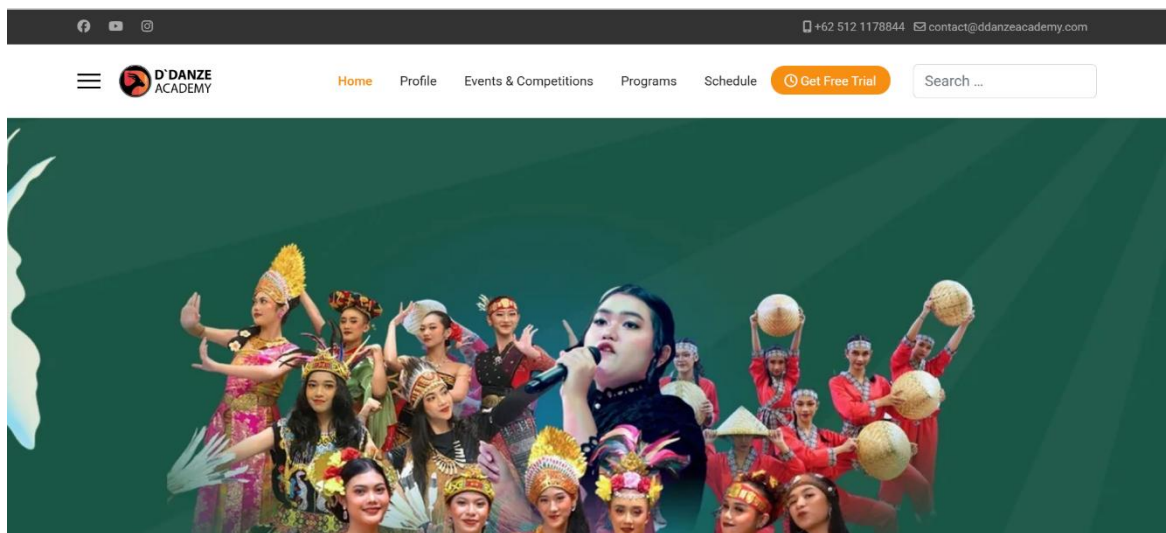 +62 512 1178844 contact@ddanzeacademy.com
D`DANZE
ACADEMY
Home Profile Events & Competitions Programs Schedule Get Free Trial Search ...